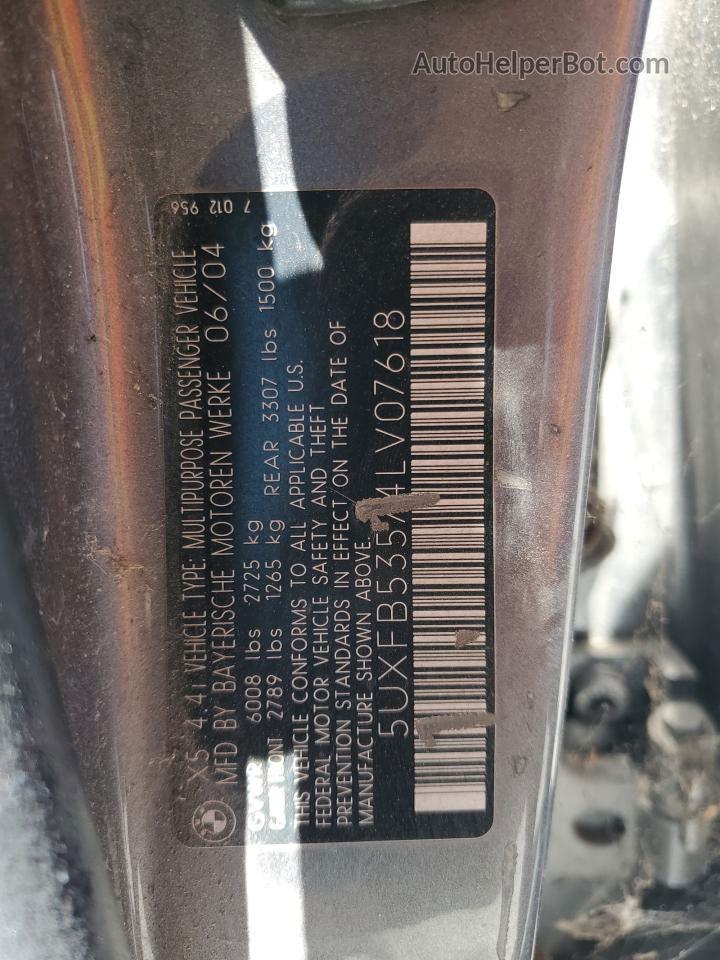 AutoHelperBot.com
7 012 956
X5 4.4i VEHICLE TYPE: MULTIPURPOSE PASSENGER VEHICLE
MFD BY BAYERISCHE MOTOREN WERKE 06/04
GVWR 6008 lbs 2725 kg
GAWR FRONT 2789 lbs 1265 kg REAR 3307 lbs 1500 kg
THIS VEHICLE CONFORMS TO ALL APPLICABLE U.S.
FEDERAL MOTOR VEHICLE SAFETY AND THEFT
PREVENTION STANDARDS IN EFFECT ON THE DATE OF
MANUFACTURE SHOWN ABOVE.
5UXFB53574LV07618